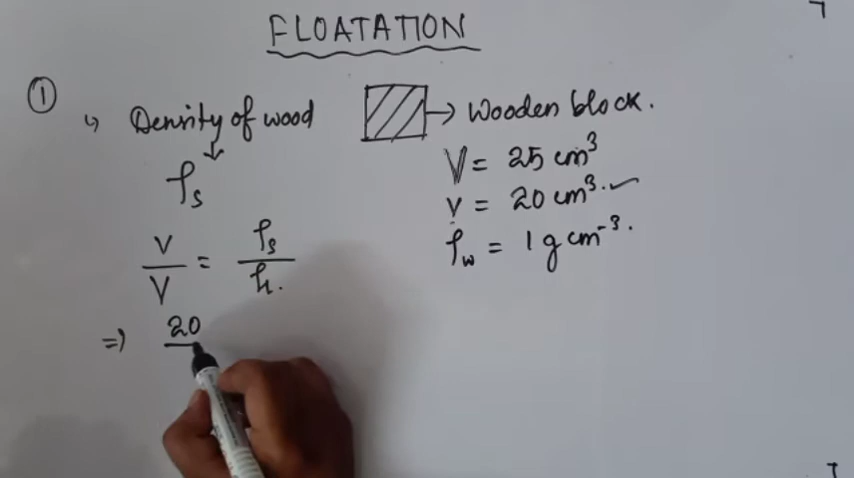 FLOATATION
① ↳ Density of wood → Wooden block.
↓
ρs
V = 25 cm³
v = 20 cm³. ✓
ρw = 1 g cm⁻³.
v/V = ρs/ρL.
=) 20